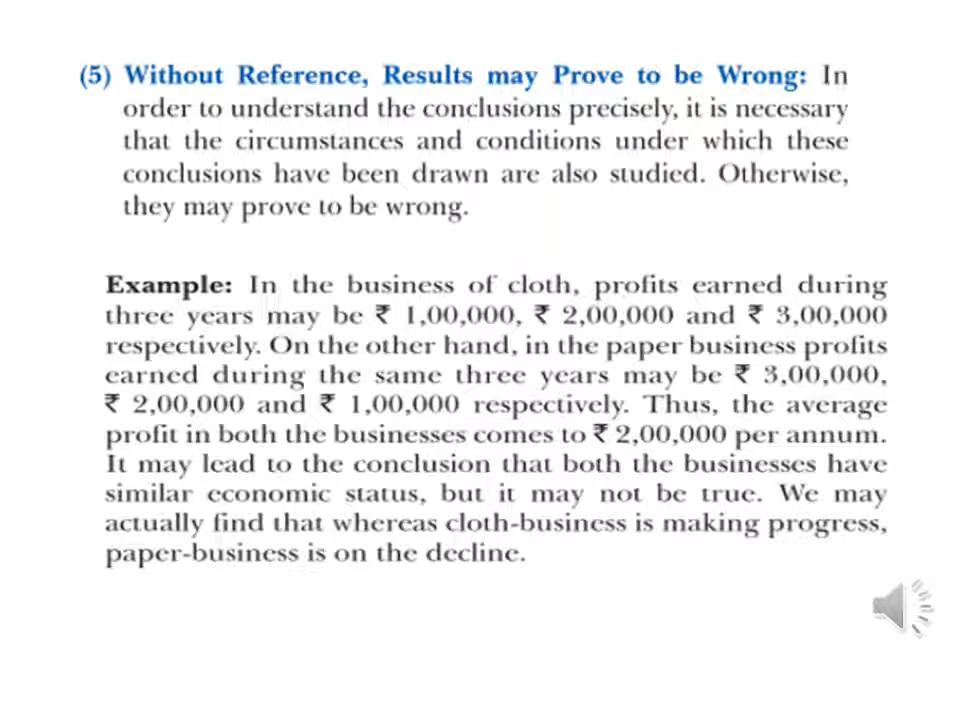 (5) Without Reference, Results may Prove to be Wrong: In
order to understand the conclusions precisely, it is necessary
that the circumstances and conditions under which these
conclusions have been drawn are also studied. Otherwise,
they may prove to be wrong.
Example: In the business of cloth, profits earned during
three years may be ₹ 1,00,000, ₹ 2,00,000 and ₹ 3,00,000
respectively. On the other hand, in the paper business profits
earned during the same three years may be ₹ 3,00,000,
₹ 2,00,000 and ₹ 1,00,000 respectively. Thus, the average
profit in both the businesses comes to ₹ 2,00,000 per annum.
It may lead to the conclusion that both the businesses have
similar economic status, but it may not be true. We may
actually find that whereas cloth-business is making progress,
paper-business is on the decline.